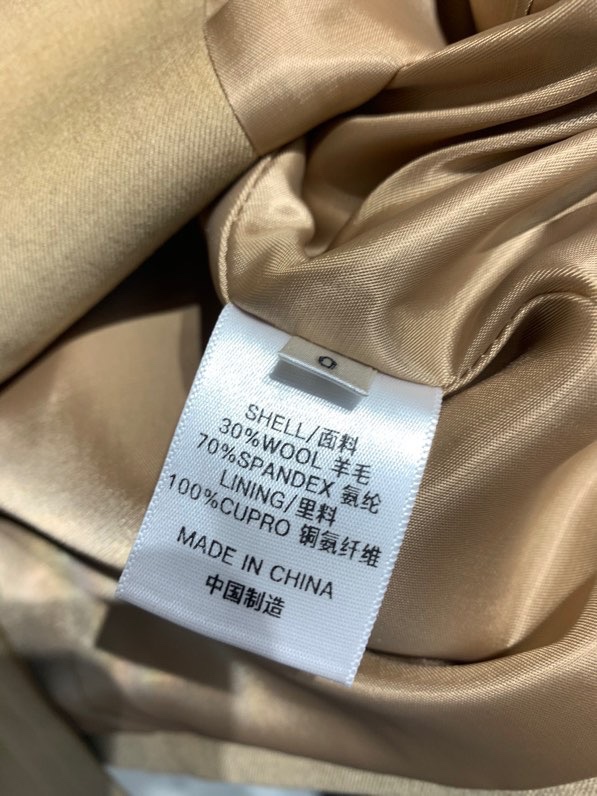 0
SHELL/面料
30%WOOL 羊毛
70%SPANDEX 氨纶
LINING/里料
100%CUPRO 铜氨纤维
MADE IN CHINA
中国制造